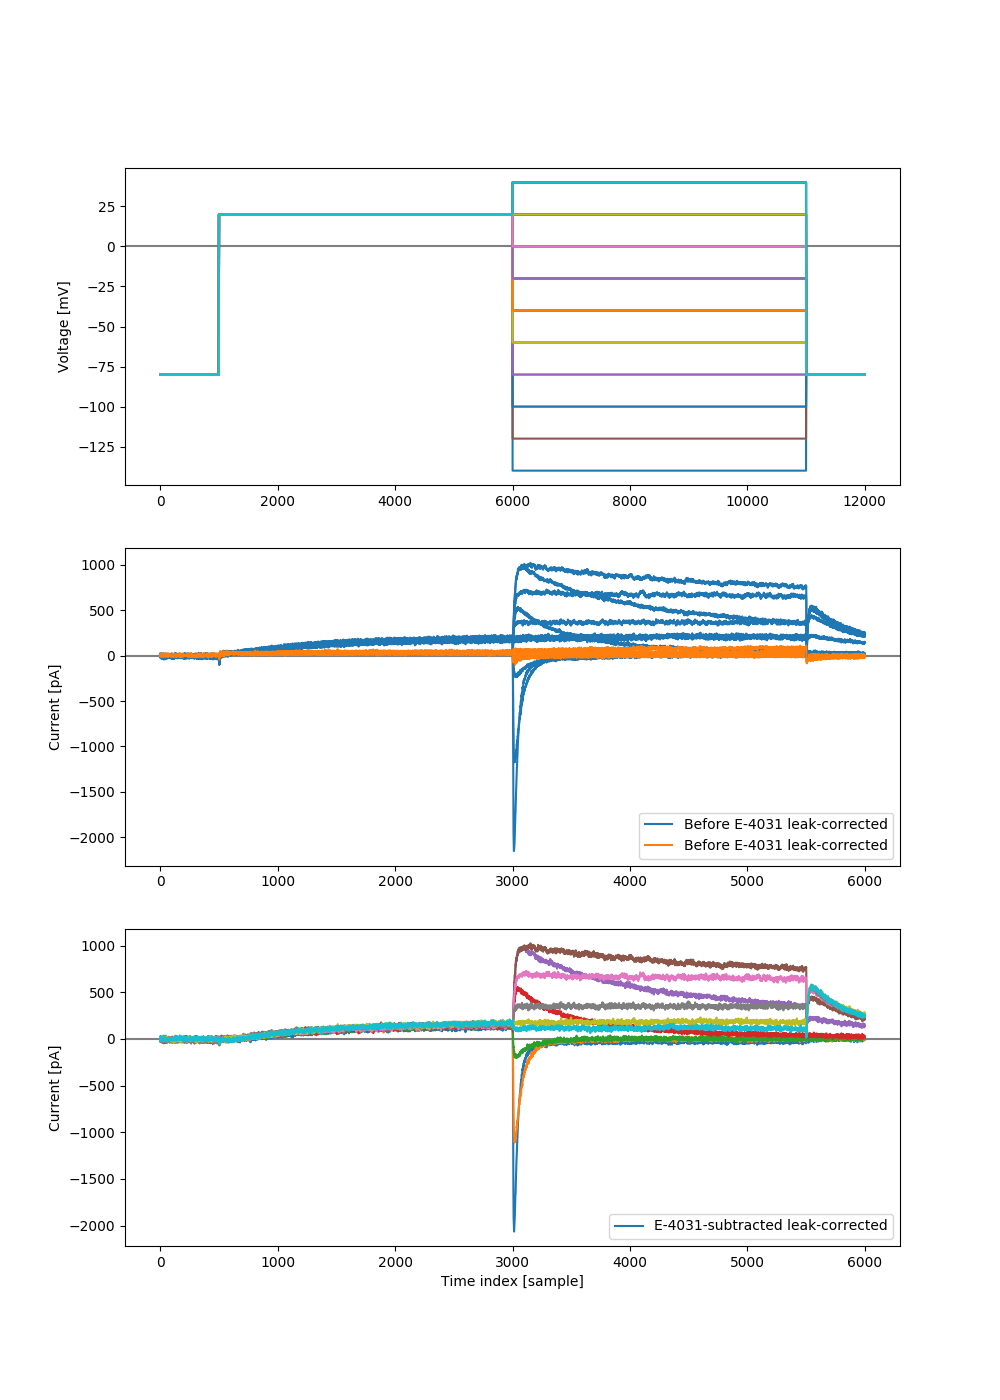 25
0
−25
−50
−75
−100
−125
Voltage [mV]
0 2000 4000 6000 8000 10000 12000
1000
500
0
−500
−1000
−1500
−2000
Current [pA]
Before E-4031 leak-corrected
Before E-4031 leak-corrected
0 1000 2000 3000 4000 5000 6000
1000
500
0
−500
−1000
−1500
−2000
Current [pA]
E-4031-subtracted leak-corrected
0 1000 2000 3000 4000 5000 6000
Time index [sample]